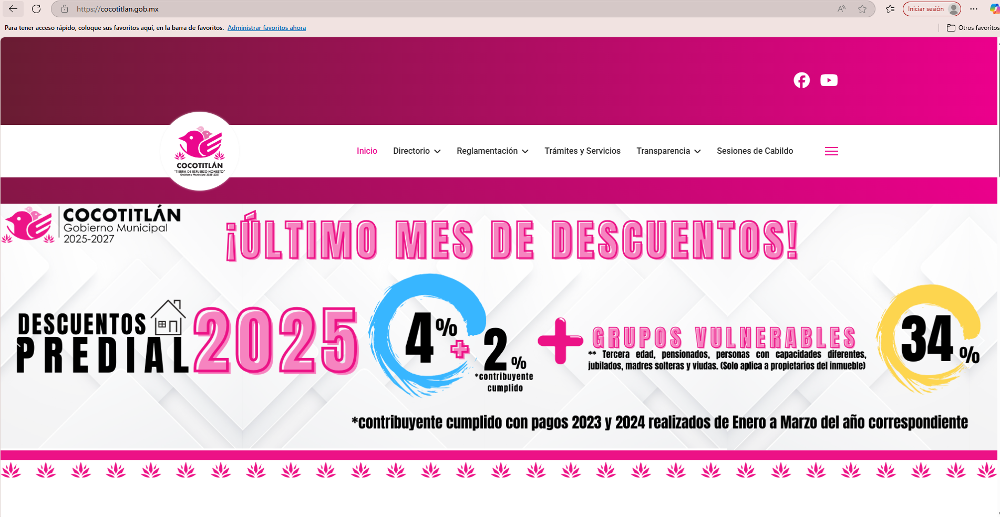 https://cocotitlan.gob.mx
Iniciar sesión
Para tener acceso rápido, coloque sus favoritos aquí, en la barra de favoritos. Administrar favoritos ahora
Otros favoritos
COCOTITLÁN
"TIERRA DE ESFUERZO HONESTO"
Gobierno Municipal 2025-2027
Inicio
Directorio
Reglamentación
Trámites y Servicios
Transparencia
Sesiones de Cabildo
COCOTITLÁN
Gobierno Municipal
2025-2027
¡ÚLTIMO MES DE DESCUENTOS!
DESCUENTOS
PREDIAL
2025
4%
+
2%
*contribuyente
cumplido
+
GRUPOS VULNERABLES
** Tercera edad, pensionados, personas con capacidades diferentes,
jubilados, madres solteras y viudas. (Solo aplica a propietarios del inmueble)
34%
*contribuyente cumplido con pagos 2023 y 2024 realizados de Enero a Marzo del año correspondiente